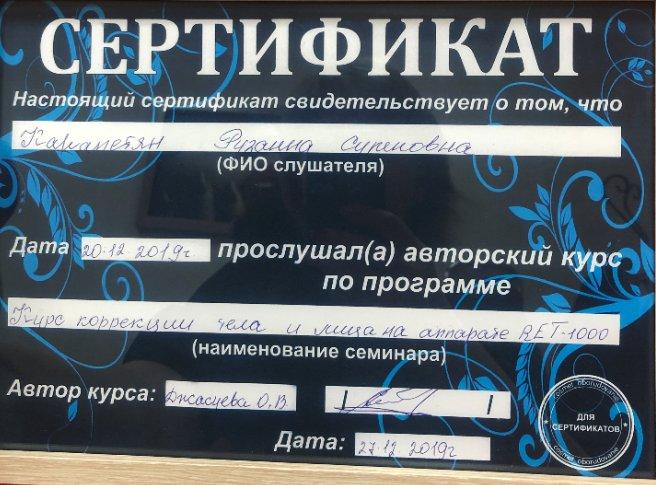 СЕРТИФИКАТ
Настоящий сертификат свидетельствует о том, что
Карапетян Рузанна Суреновна
(ФИО слушателя)
Дата 20.12.2019г. прослушал(а) авторский курс
по программе
Курс коррекции тела и лица на аппарате RET-1000
(наименование семинара)
Автор курса: О.В.
Дата: 27.12.2019г
ДЛЯ
СЕРТИФИКАТОВ